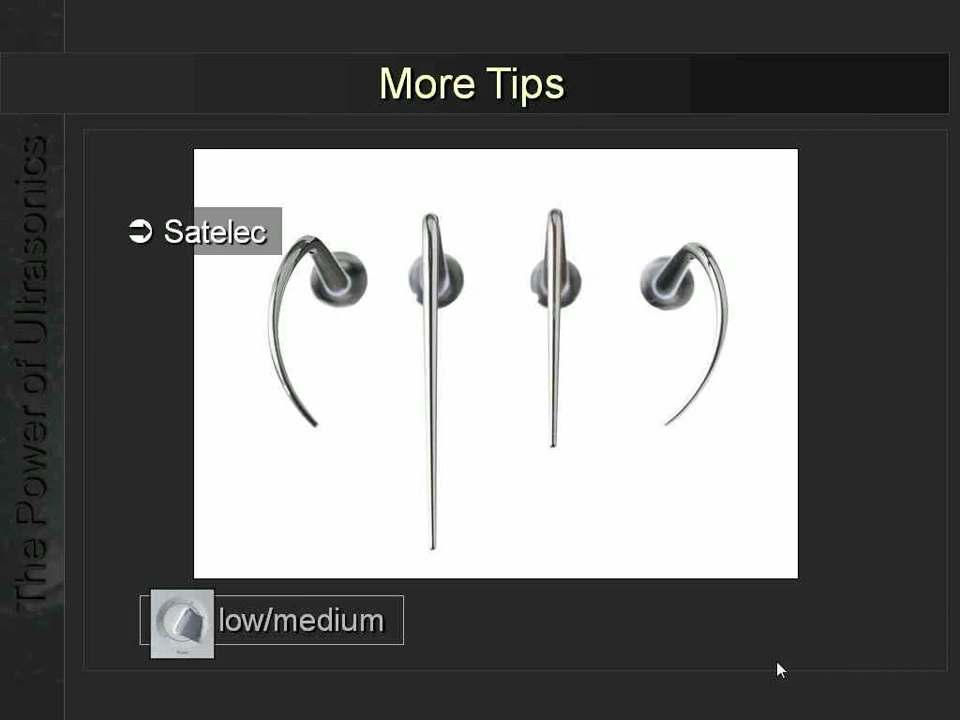 More Tips
The Power of Ultrasonics
➲ Satelec
low/medium